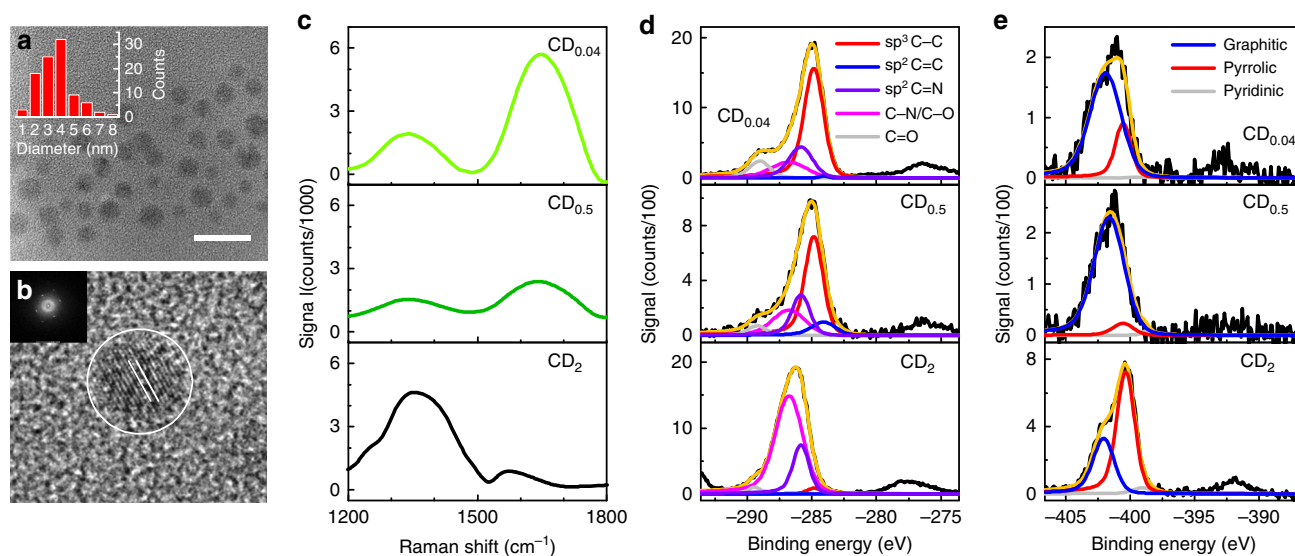 a
30
20
10
0
Counts
1 2 3 4 5 6 7 8
Diameter (nm)
b
c
CD0.04
6
3
0
CD0.5
6
3
0
CD2
6
3
0
Signal I(counts/1000)
1200 1500 1800
Raman shift (cm⁻¹)
d
sp³ C–C
sp² C=C
sp² C=N
C–N/C–O
C=O
CD0.04
20
10
0
CD0.5
8
4
0
CD2
20
10
0
Signal (counts/100)
–290 –285 –280 –275
Binding energy (eV)
e
Graphitic
Pyrrolic
Pyridinic
CD0.04
2
1
0
CD0.5
2
1
0
CD2
8
4
0
–405 –400 –395 –390
Binding energy (eV)